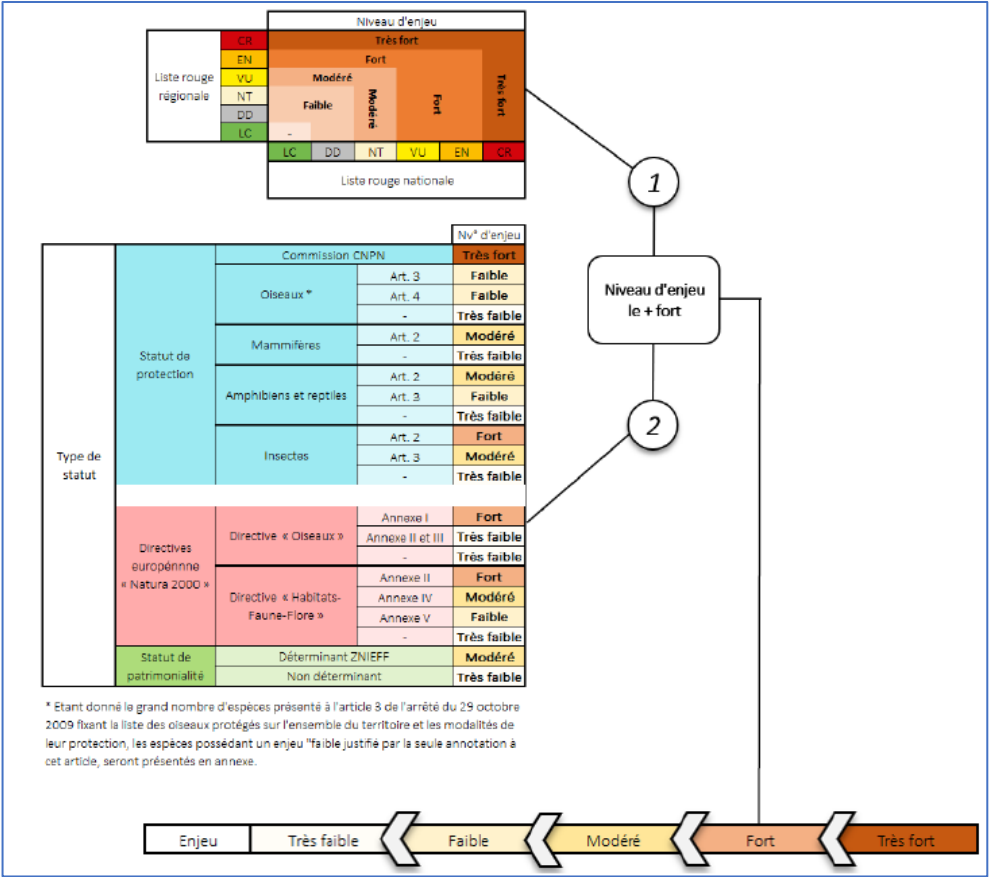 Niveau d'enjeu
CR Très fort
EN Fort
Liste rouge régionale VU Modéré
NT Faible Modéré Fort Très fort
DD
LC -
LC DD NT VU EN CR
Liste rouge nationale
1
Nv° d'enjeu
Commission CNPN Très fort
Oiseaux * Art. 3 Faible
Art. 4 Faible
- Très faible
Mammifères Art. 2 Modéré
- Très faible
Statut de protection
Amphibiens et reptiles Art. 2 Modéré
Art. 3 Faible
- Très faible
Insectes Art. 2 Fort
Art. 3 Modéré
- Très faible
Type de statut
Directive « Oiseaux » Annexe I Fort
Annexe II et III Très faible
- Très faible
Directives europénnne « Natura 2000 »
Directive « Habitats-Faune-Flore » Annexe II Fort
Annexe IV Modéré
Annexe V Faible
- Très faible
Statut de patrimonialité
Déterminant ZNIEFF Modéré
Non déterminant Très faible
Niveau d'enjeu
le + fort
2
* Etant donné le grand nombre d'espèces présenté à l'article 3 de l'arrêté du 29 octobre
2009 fixant la liste des oiseaux protégés sur l'ensemble du territoire et les modalités de
leur protection, les espèces possédant un enjeu "faible justifié par la seule annotation à
cet article, seront présentés en annexe.
Enjeu Très faible Faible Modéré Fort Très fort